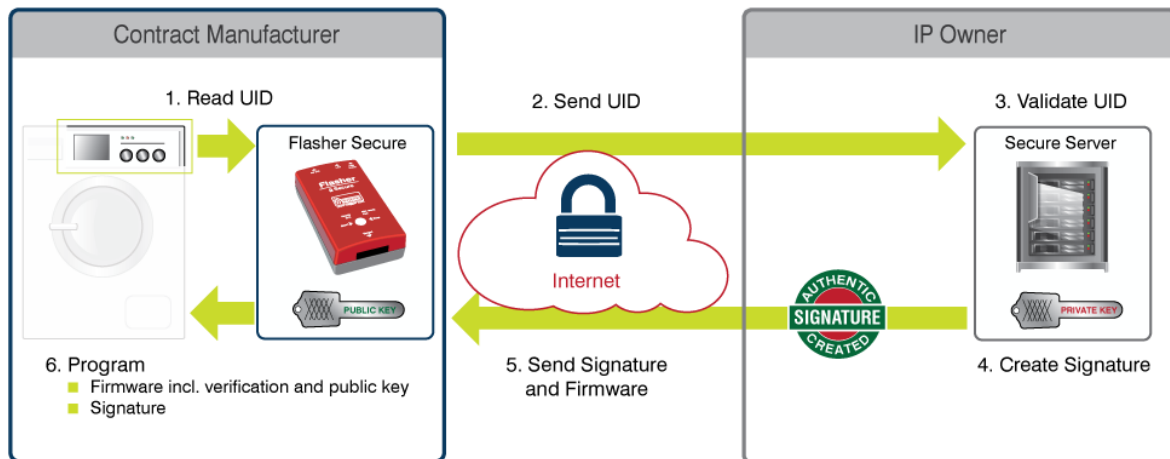 Contract Manufacturer
IP Owner
1. Read UID
2. Send UID
3. Validate UID
Flasher Secure
Secure Server
Flasher
Secure
Internet
AUTHENTIC
SIGNATURE
CREATED
PUBLIC KEY
PRIVATE KEY
6. Program
Firmware incl. verification and public key
Signature
5. Send Signature
and Firmware
4. Create Signature